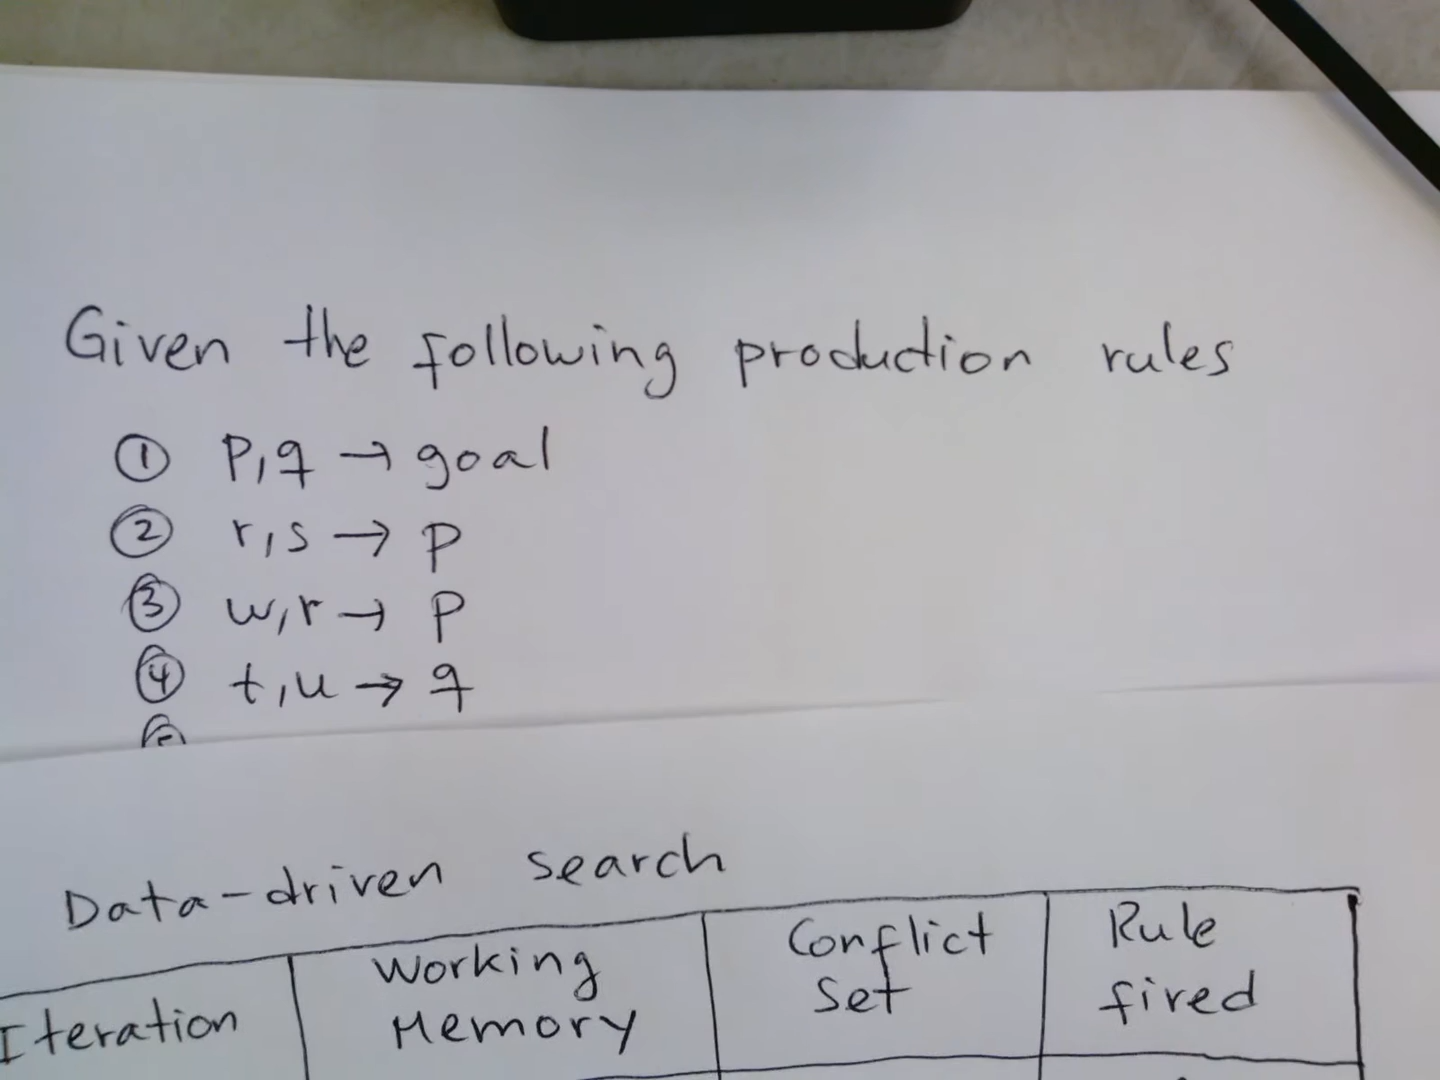 Given the following production rules
① p,q → goal
② r,s → p
③ w,r → p
④ t,u → q
Data-driven search
Iteration
Working Memory
Conflict Set
Rule fired